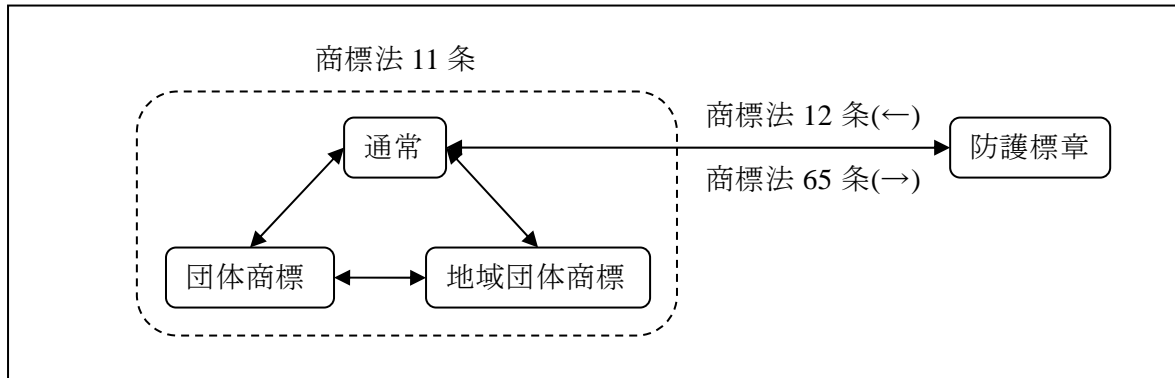 商標法 11 条
商標法 12 条(←)
通常
防護標章
商標法 65 条(→)
団体商標
地域団体商標